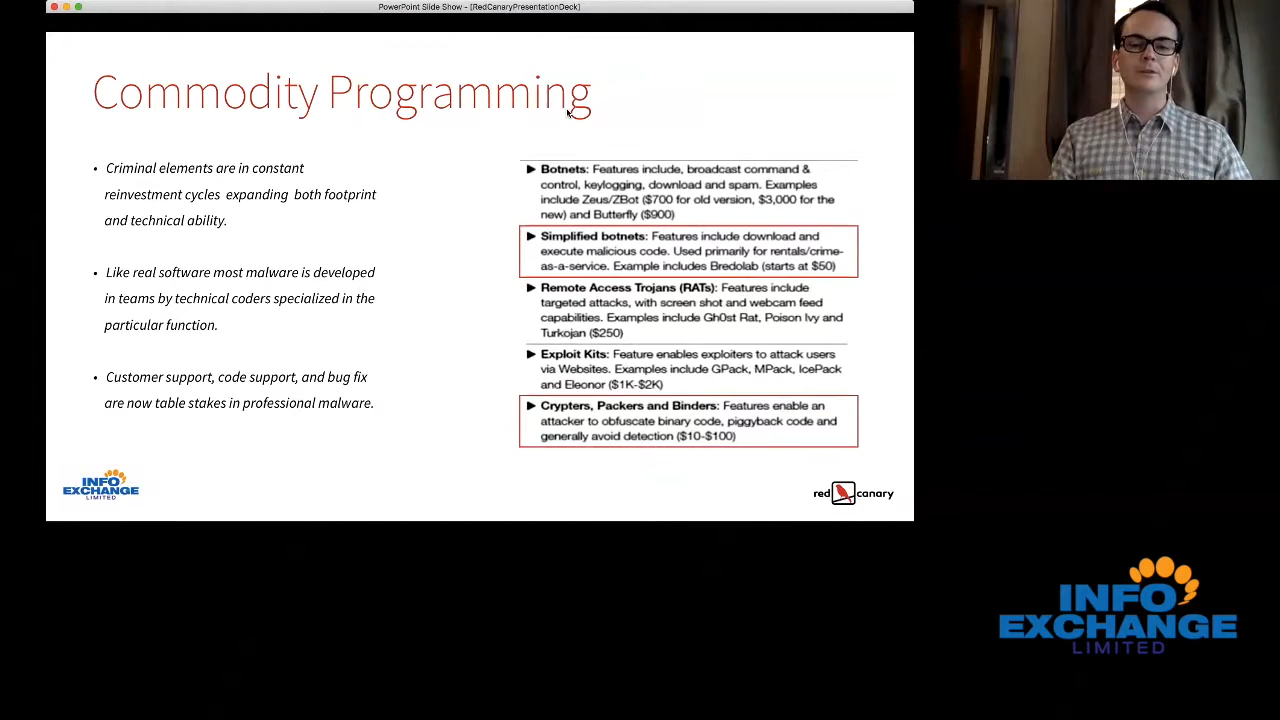 PowerPoint Slide Show - [RedCanaryPresentationDeck]
Commodity Programming
• Criminal elements are in constant
reinvestment cycles expanding both footprint
and technical ability.
• Like real software most malware is developed
in teams by technical coders specialized in the
particular function.
• Customer support, code support, and bug fix
are now table stakes in professional malware.
▶ Botnets: Features include, broadcast command &
control, keylogging, download and spam. Examples
include Zeus/ZBot ($700 for old version, $3,000 for the
new) and Butterfly ($900)
▶ Simplified botnets: Features include download and
execute malicious code. Used primarily for rentals/crime-
as-a-service. Example includes Bredolab (starts at $50)
▶ Remote Access Trojans (RATs): Features include
targeted attacks, with screen shot and webcam feed
capabilities. Examples include Gh0st Rat, Poison Ivy and
Turkojan ($250)
▶ Exploit Kits: Feature enables exploiters to attack users
via Websites. Examples include GPack, MPack, IcePack
and Eleonor ($1K-$2K)
▶ Crypters, Packers and Binders: Features enable an
attacker to obfuscate binary code, piggyback code and
generally avoid detection ($10-$100)
INFO
EXCHANGE
LIMITED
red canary
INFO
EXCHANGE
LIMITED